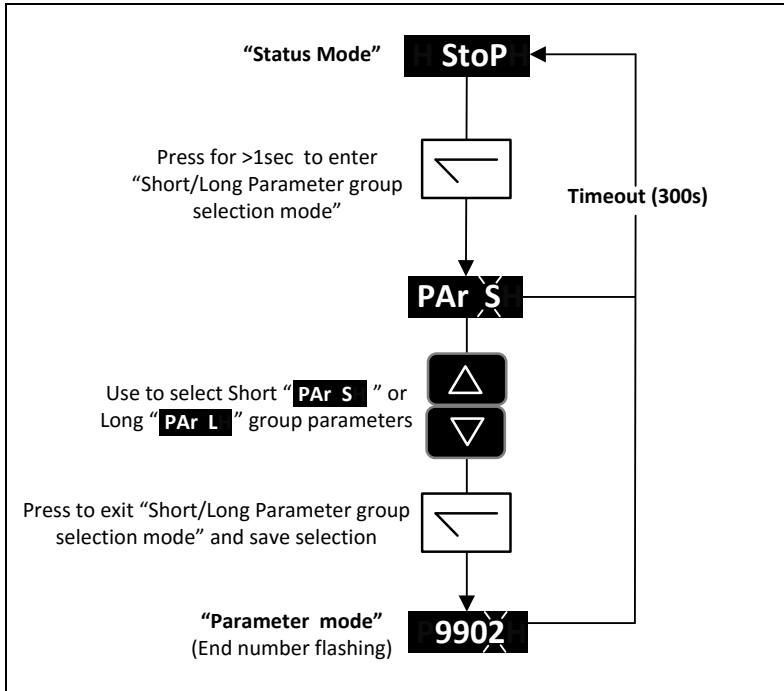 “Status Mode”
StoP
Press for >1sec to enter
“Short/Long Parameter group
selection mode”
Timeout (300s)
PAr S
Use to select Short “ PAr S ” or
Long “ PAr L ” group parameters
Press to exit “Short/Long Parameter group
selection mode” and save selection
“Parameter mode”
(End number flashing)
9902